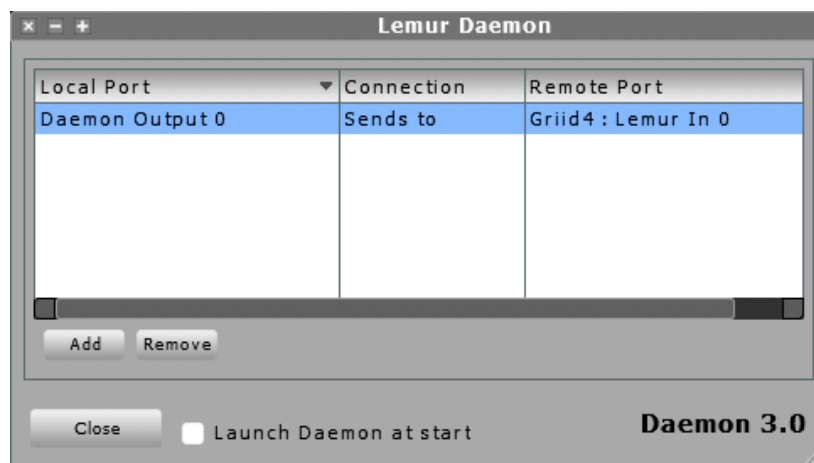 Lemur Daemon
Local Port Connection Remote Port
Daemon Output 0 Sends to Griid4 : Lemur In 0
Add Remove
Close Launch Daemon at start Daemon 3.0